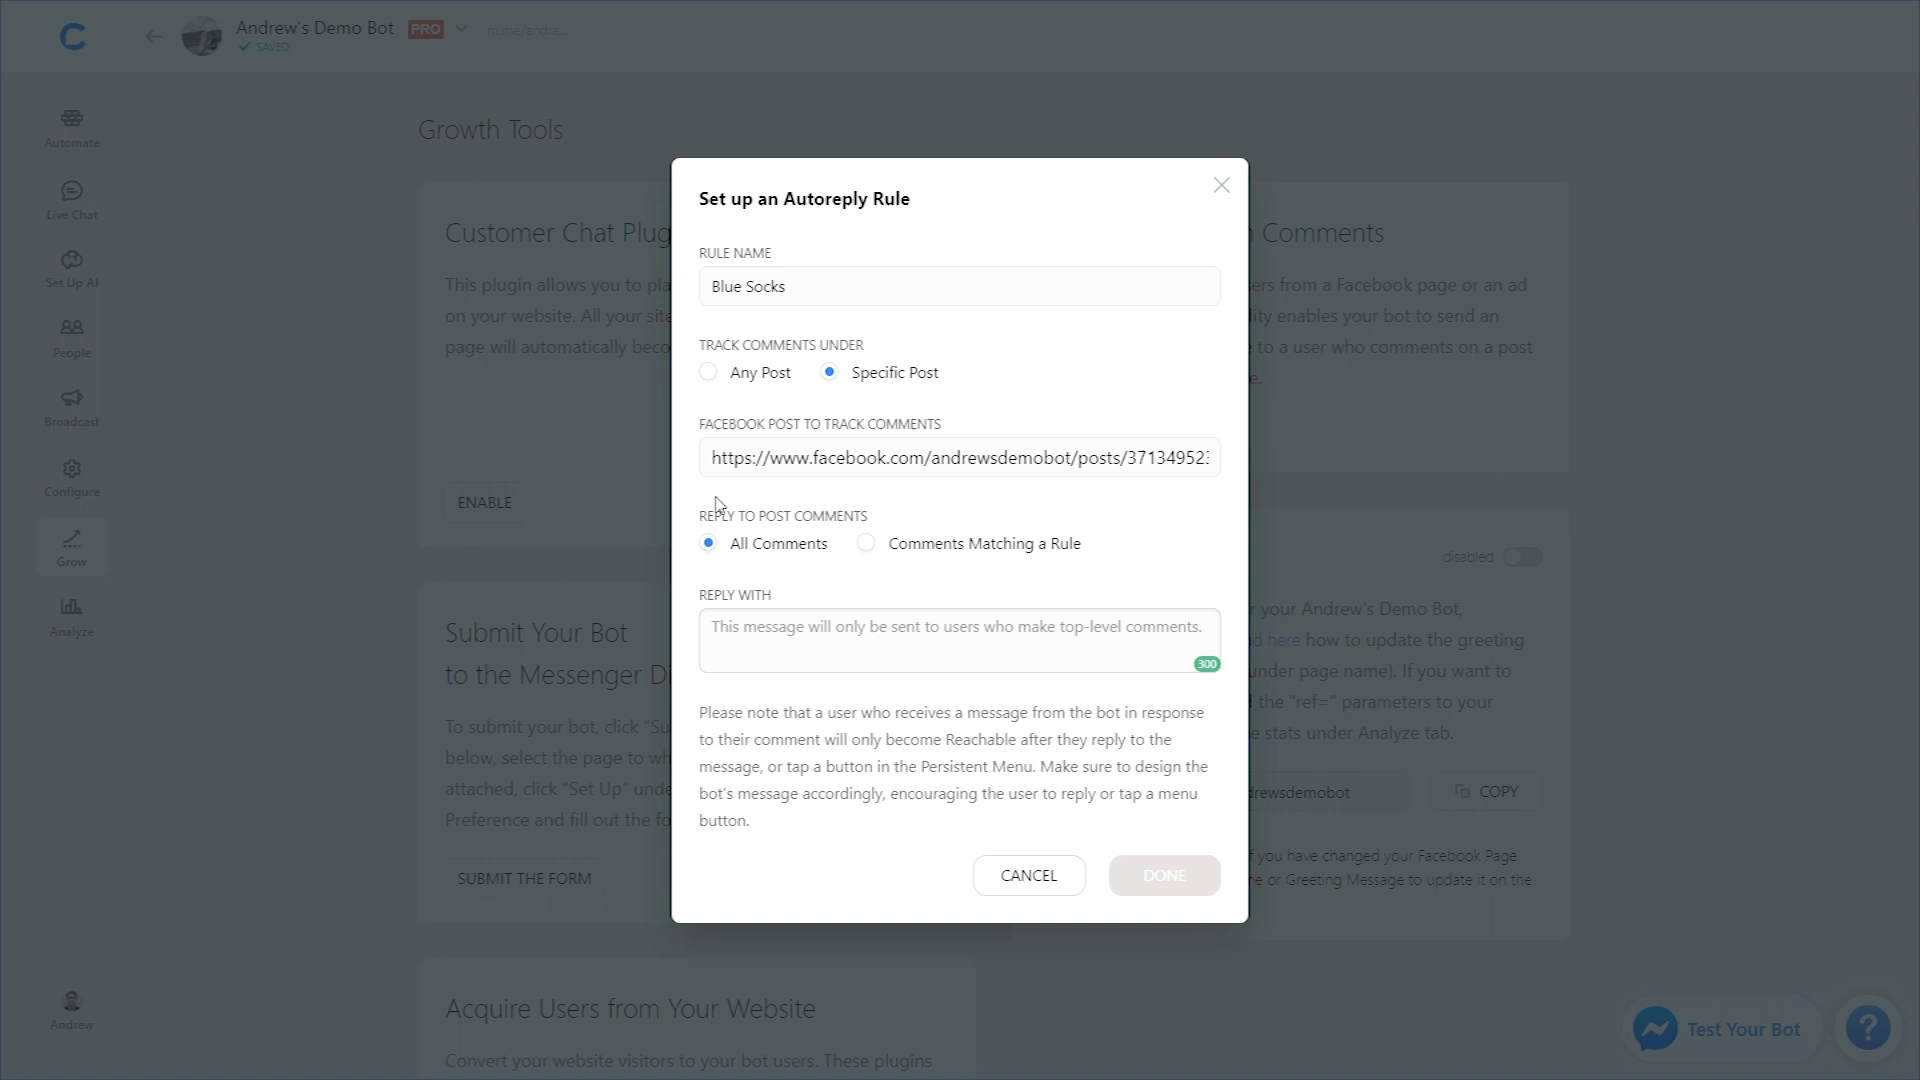 Andrew's Demo Bot PRO m.me/andre...
SAVED
Automate
Live Chat
Set Up AI
People
Broadcast
Configure
Grow
Analyze
Andrew
Growth Tools
Customer Chat Plug
This plugin allows you to pla
on your website. All your site
page will automatically beco
ENABLE
Comments
ers from a Facebook page or an ad
lity enables your bot to send an
e to a user who comments on a post
e.
Submit Your Bot
to the Messenger Di
To submit your bot, click "Su
below, select the page to wh
attached, click "Set Up" unde
Preference and fill out the fo
SUBMIT THE FORM
disabled
r your Andrew's Demo Bot,
d here how to update the greeting
under page name). If you want to
the "ref=" parameters to your
e stats under Analyze tab.
drewsdemobot
COPY
f you have changed your Facebook Page
me or Greeting Message to update it on the
Acquire Users from Your Website
Convert your website visitors to your bot users. These plugins
Set up an Autoreply Rule
RULE NAME
Blue Socks
TRACK COMMENTS UNDER
Any Post Specific Post
FACEBOOK POST TO TRACK COMMENTS
https://www.facebook.com/andrewsdemobot/posts/371349523
REPLY TO POST COMMENTS
All Comments Comments Matching a Rule
REPLY WITH
This message will only be sent to users who make top-level comments.
300
Please note that a user who receives a message from the bot in response
to their comment will only become Reachable after they reply to the
message, or tap a button in the Persistent Menu. Make sure to design the
bot's message accordingly, encouraging the user to reply or tap a menu
button.
CANCEL DONE
Test Your Bot
?